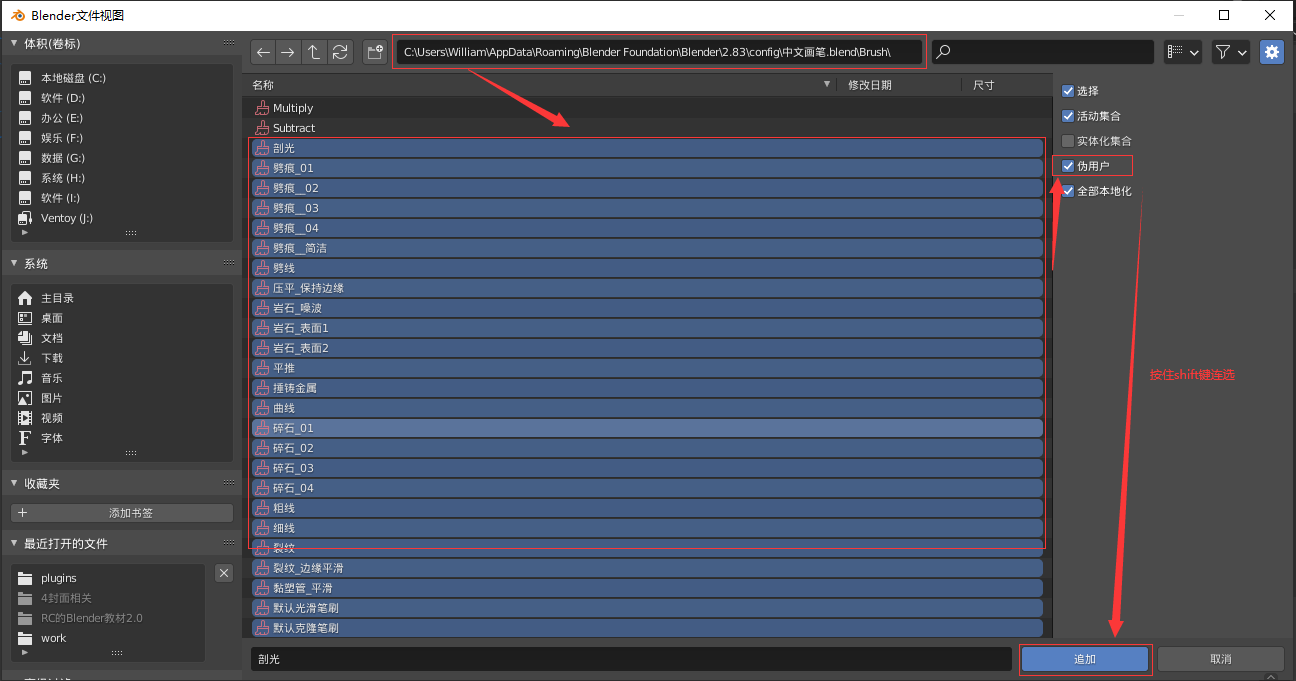 Blender文件视图
体积(卷标)
本地磁盘 (C:)
软件 (D:)
办公 (E:)
娱乐 (F:)
数据 (G:)
系统 (H:)
软件 (I:)
Ventoy (J:)
系统
主目录
桌面
文档
下载
音乐
图片
视频
字体
收藏夹
添加书签
最近打开的文件
plugins
4封面相关
RC的Blender教材2.0
work
C:\Users\William\AppData\Roaming\Blender Foundation\Blender\2.83\config\中文画笔.blend\Brush\
名称 修改日期 尺寸
Multiply
Subtract
剖光
劈痕_01
劈痕__02
劈痕__03
劈痕__04
劈痕__简洁
劈线
压平_保持边缘
岩石_噪波
岩石_表面1
岩石_表面2
平推
捶铸金属
曲线
碎石_01
碎石_02
碎石_03
碎石_04
粗线
细线
裂纹
裂纹_边缘平滑
黏塑管_平滑
默认光滑笔刷
默认克隆笔刷
选择
活动集合
实体化集合
伪用户
全部本地化
按住shift键连选
剖光
追加
取消